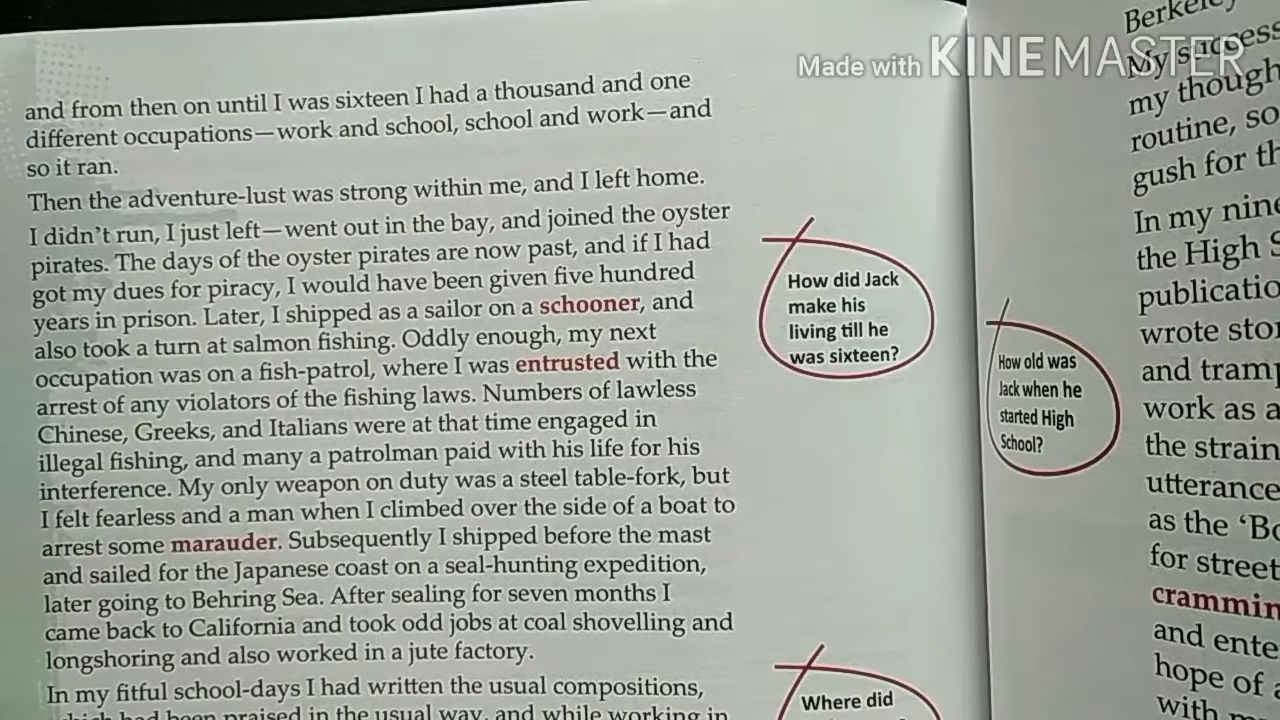 Made with KINEMASTER
and from then on until I was sixteen I had a thousand and one
different occupations—work and school, school and work—and
so it ran.
Then the adventure-lust was strong within me, and I left home.
I didn't run, I just left—went out in the bay, and joined the oyster
pirates. The days of the oyster pirates are now past, and if I had
got my dues for piracy, I would have been given five hundred
years in prison. Later, I shipped as a sailor on a schooner, and
also took a turn at salmon fishing. Oddly enough, my next
occupation was on a fish-patrol, where I was entrusted with the
arrest of any violators of the fishing laws. Numbers of lawless
Chinese, Greeks, and Italians were at that time engaged in
illegal fishing, and many a patrolman paid with his life for his
interference. My only weapon on duty was a steel table-fork, but
I felt fearless and a man when I climbed over the side of a boat to
arrest some marauder. Subsequently I shipped before the mast
and sailed for the Japanese coast on a seal-hunting expedition,
later going to Behring Sea. After sealing for seven months I
came back to California and took odd jobs at coal shovelling and
longshoring and also worked in a jute factory.
In my fitful school-days I had written the usual compositions,
had been praised in the usual way, and while working in
How did Jack
make his
living till he
was sixteen?
Where did
How old was
Jack when he
started High
School?
My success
my though
routine, so
gush for th
In my nine
the High S
publicatio
wrote stor
and tramp
work as a
the strain
utterance
as the 'Bo
for street
crammin
and ente
hope of a
with